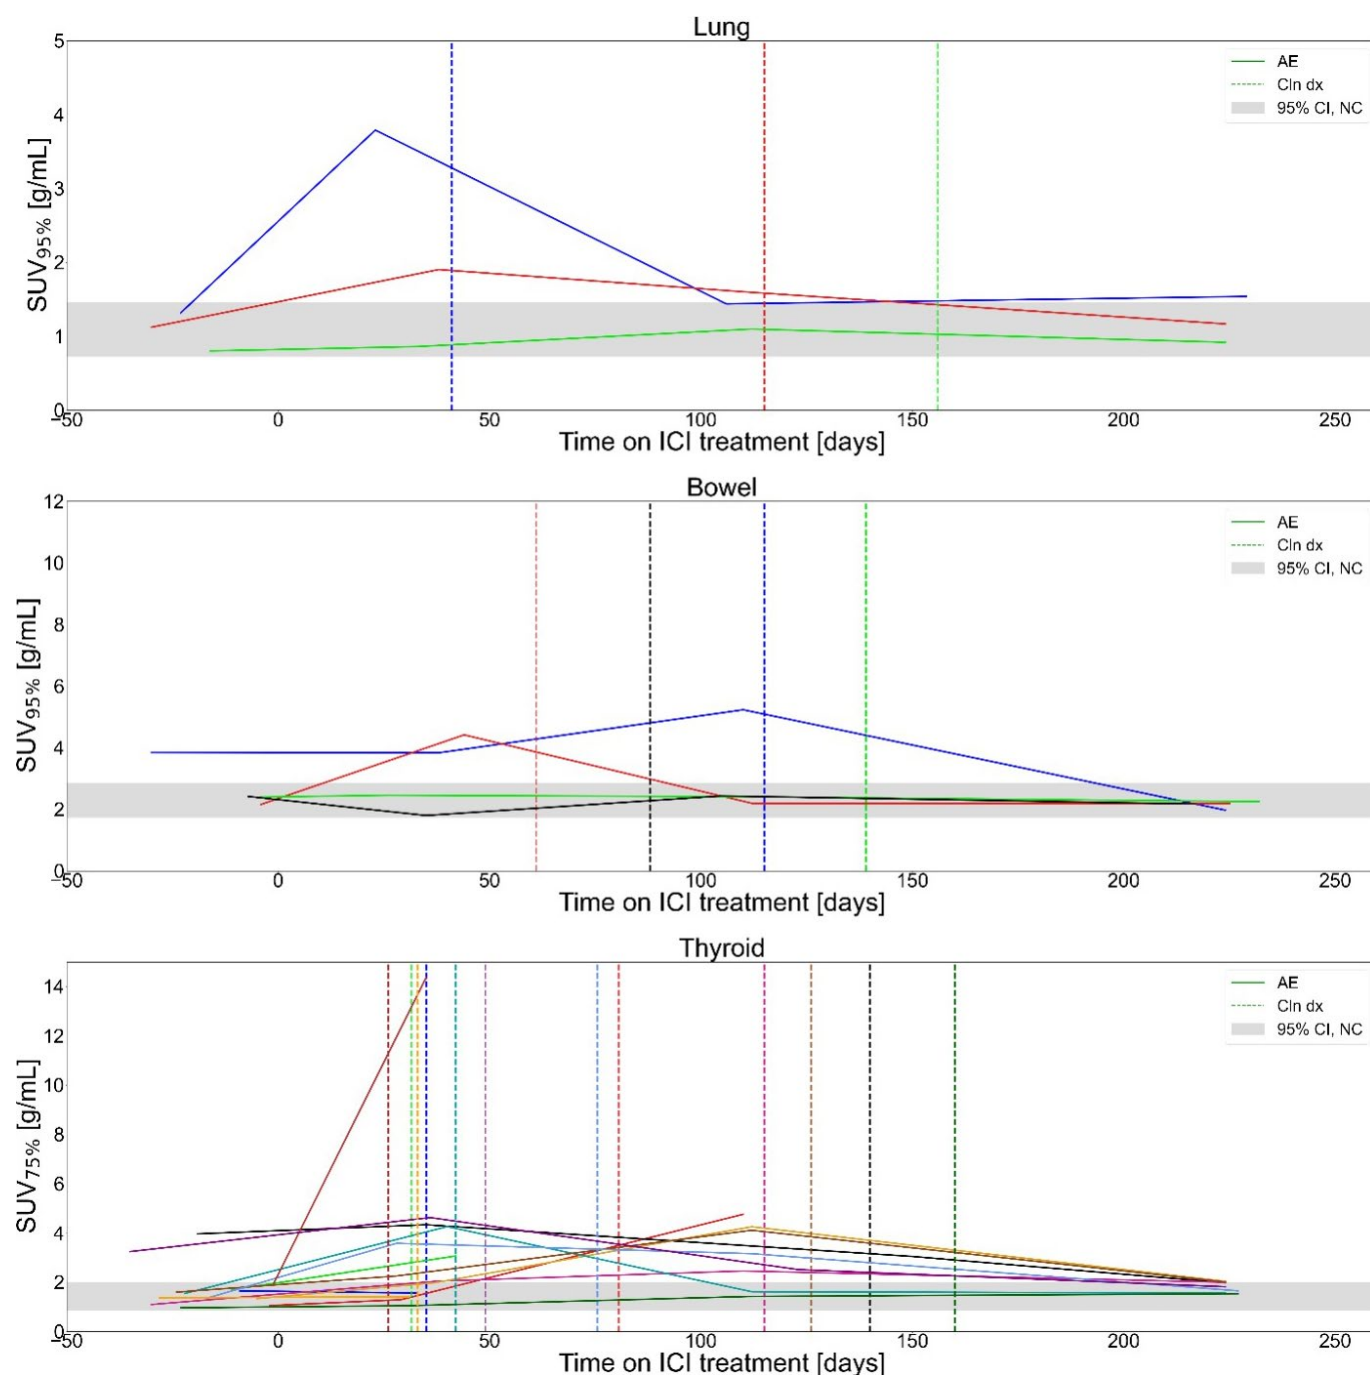 Lung
5
4
3
2
1
0
SUV95% [g/mL]
AE
Cln dx
95% CI, NC
−50 0 50 100 150 200 250
Time on ICI treatment [days]
Bowel
12
10
8
6
4
2
0
SUV95% [g/mL]
AE
Cln dx
95% CI, NC
−50 0 50 100 150 200 250
Time on ICI treatment [days]
Thyroid
14
12
10
8
6
4
2
0
SUV75% [g/mL]
AE
Cln dx
95% CI, NC
−50 0 50 100 150 200 250
Time on ICI treatment [days]